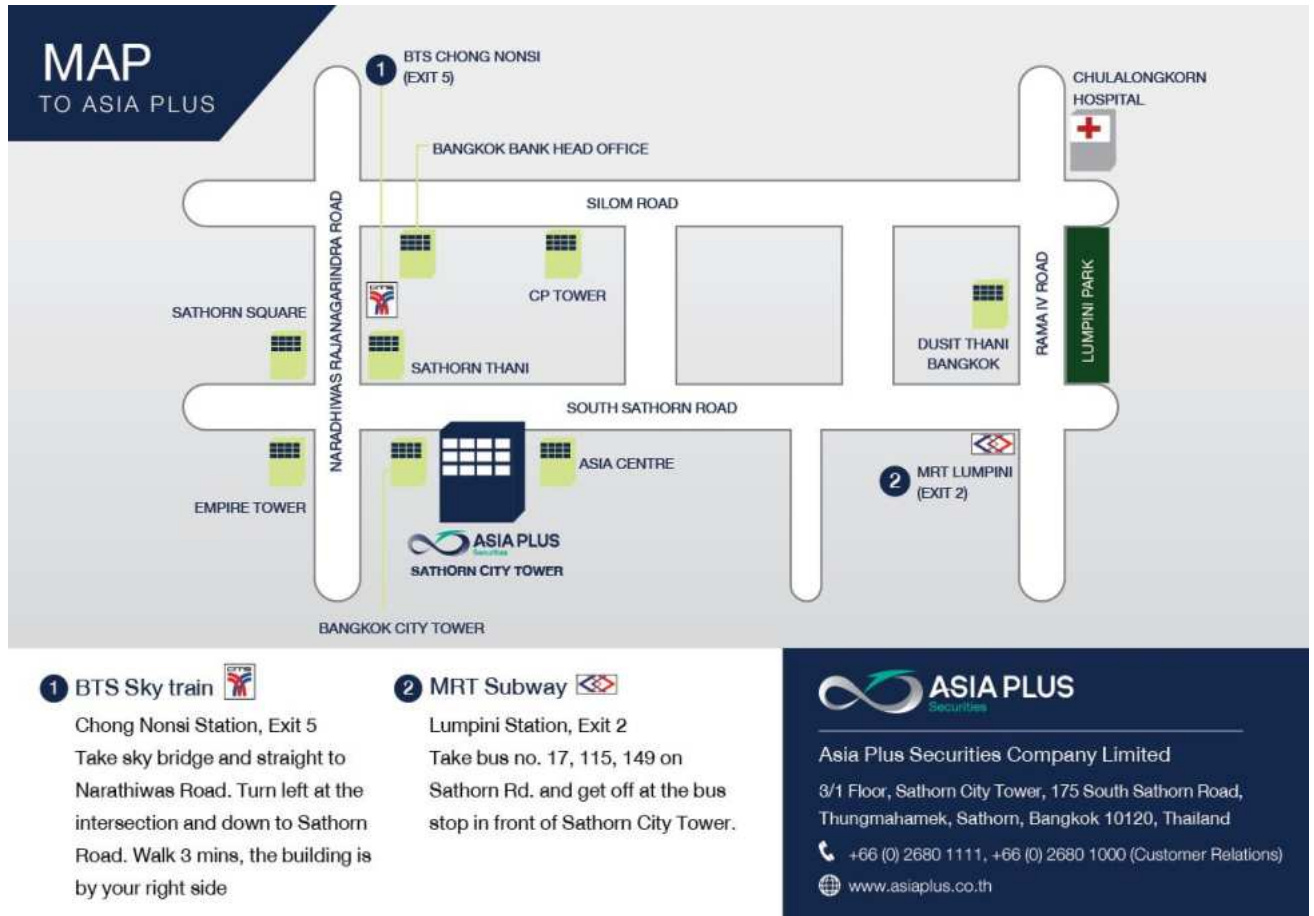 MAP
TO ASIA PLUS
1 BTS CHONG NONSI
(EXIT 5)
CHULALONGKORN
HOSPITAL
BANGKOK BANK HEAD OFFICE
SILOM ROAD
NARADHIWAS RAJANAGARINDRA ROAD
RAMA IV ROAD
LUMPINI PARK
BTS
CP TOWER
SATHORN SQUARE
SATHORN THANI
DUSIT THANI
BANGKOK
SOUTH SATHORN ROAD
ASIA CENTRE
2 MRT LUMPINI
(EXIT 2)
EMPIRE TOWER
ASIA PLUS
Securities
SATHORN CITY TOWER
BANGKOK CITY TOWER
1 BTS Sky train
BTS
Chong Nonsi Station, Exit 5
Take sky bridge and straight to
Narathiwas Road. Turn left at the
intersection and down to Sathorn
Road. Walk 3 mins, the building is
by your right side
2 MRT Subway
Lumpini Station, Exit 2
Take bus no. 17, 115, 149 on
Sathorn Rd. and get off at the bus
stop in front of Sathorn City Tower.
ASIA PLUS
Securities
Asia Plus Securities Company Limited
3/1 Floor, Sathorn City Tower, 175 South Sathorn Road,
Thungmahamek, Sathorn, Bangkok 10120, Thailand
+66 (0) 2680 1111, +66 (0) 2680 1000 (Customer Relations)
www.asiaplus.co.th